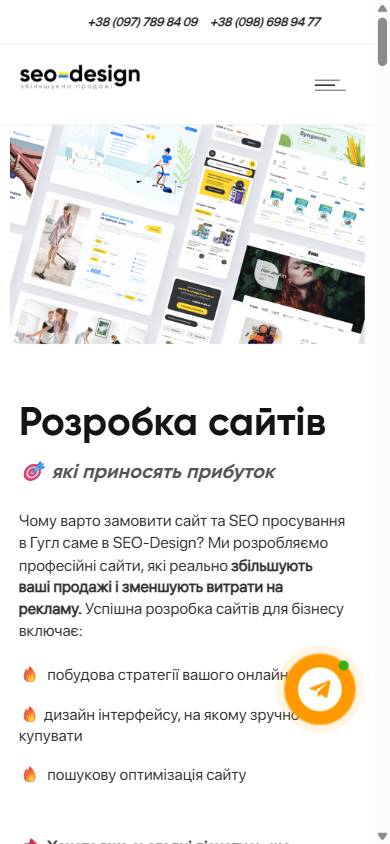 +38 (097) 789 84 09 +38 (098) 698 94 77
seo-design
збільшуємо продажі
Syngenta
Розробка сайтів
які приносять прибуток
Чому варто замовити сайт та SEO просування
в Гугл саме в SEO-Design? Ми розробляємо
професійні сайти, які реально збільшують
ваші продажі і зменшують витрати на
рекламу. Успішна розробка сайтів для бізнесу
включає:
побудова стратегії вашого онлайн
дизайн інтерфейсу, на якому зручно
купувати
пошукову оптимізація сайту